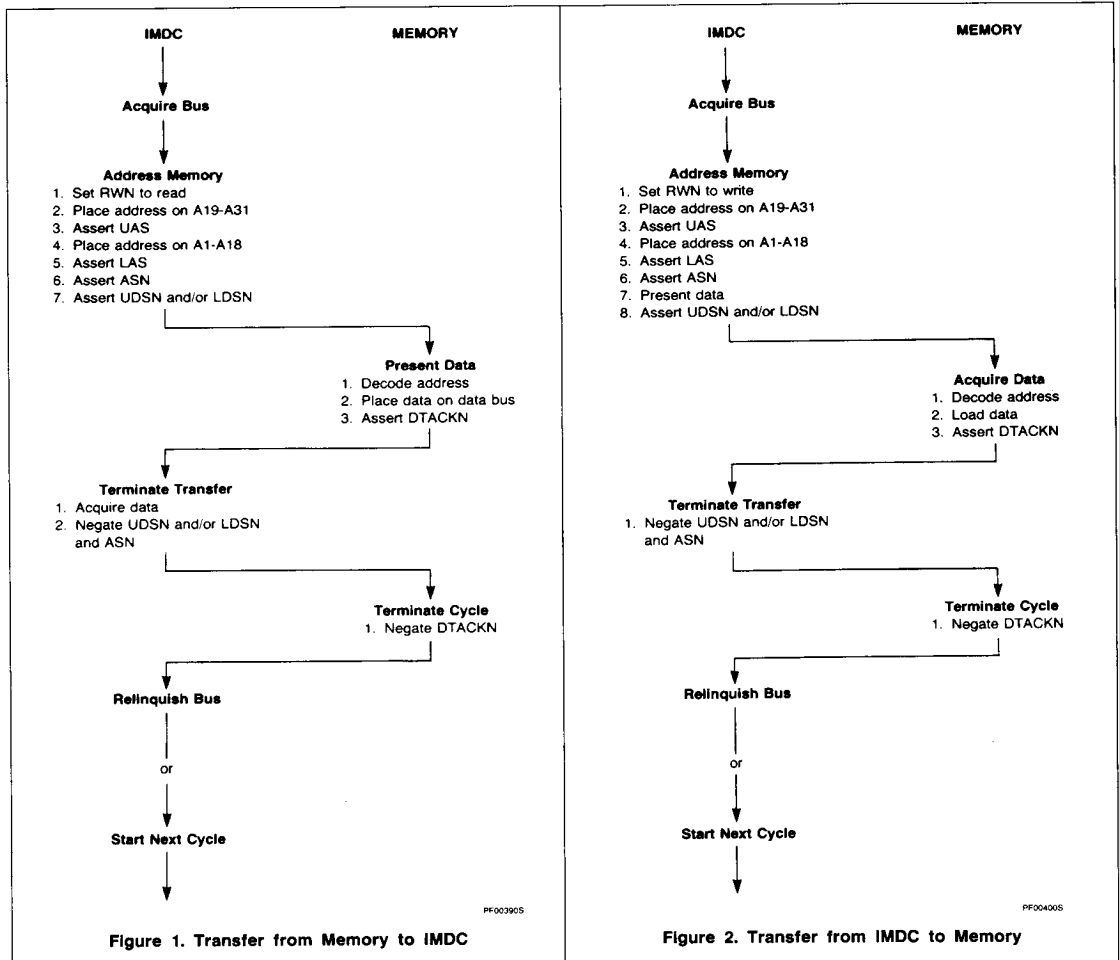 IMDC MEMORY
Acquire Bus
Address Memory
1. Set RWN to read
2. Place address on A19-A31
3. Assert UAS
4. Place address on A1-A18
5. Assert LAS
6. Assert ASN
7. Assert UDSN and/or LDSN
Present Data
1. Decode address
2. Place data on data bus
3. Assert DTACKN
Terminate Transfer
1. Acquire data
2. Negate UDSN and/or LDSN
and ASN
Terminate Cycle
1. Negate DTACKN
Relinquish Bus
or
Start Next Cycle
PF00390S
Figure 1. Transfer from Memory to IMDC
IMDC MEMORY
Acquire Bus
Address Memory
1. Set RWN to write
2. Place address on A19-A31
3. Assert UAS
4. Place address on A1-A18
5. Assert LAS
6. Assert ASN
7. Present data
8. Assert UDSN and/or LDSN
Acquire Data
1. Decode address
2. Load data
3. Assert DTACKN
Terminate Transfer
1. Negate UDSN and/or LDSN
and ASN
Terminate Cycle
1. Negate DTACKN
Relinquish Bus
or
Start Next Cycle
PF00400S
Figure 2. Transfer from IMDC to Memory